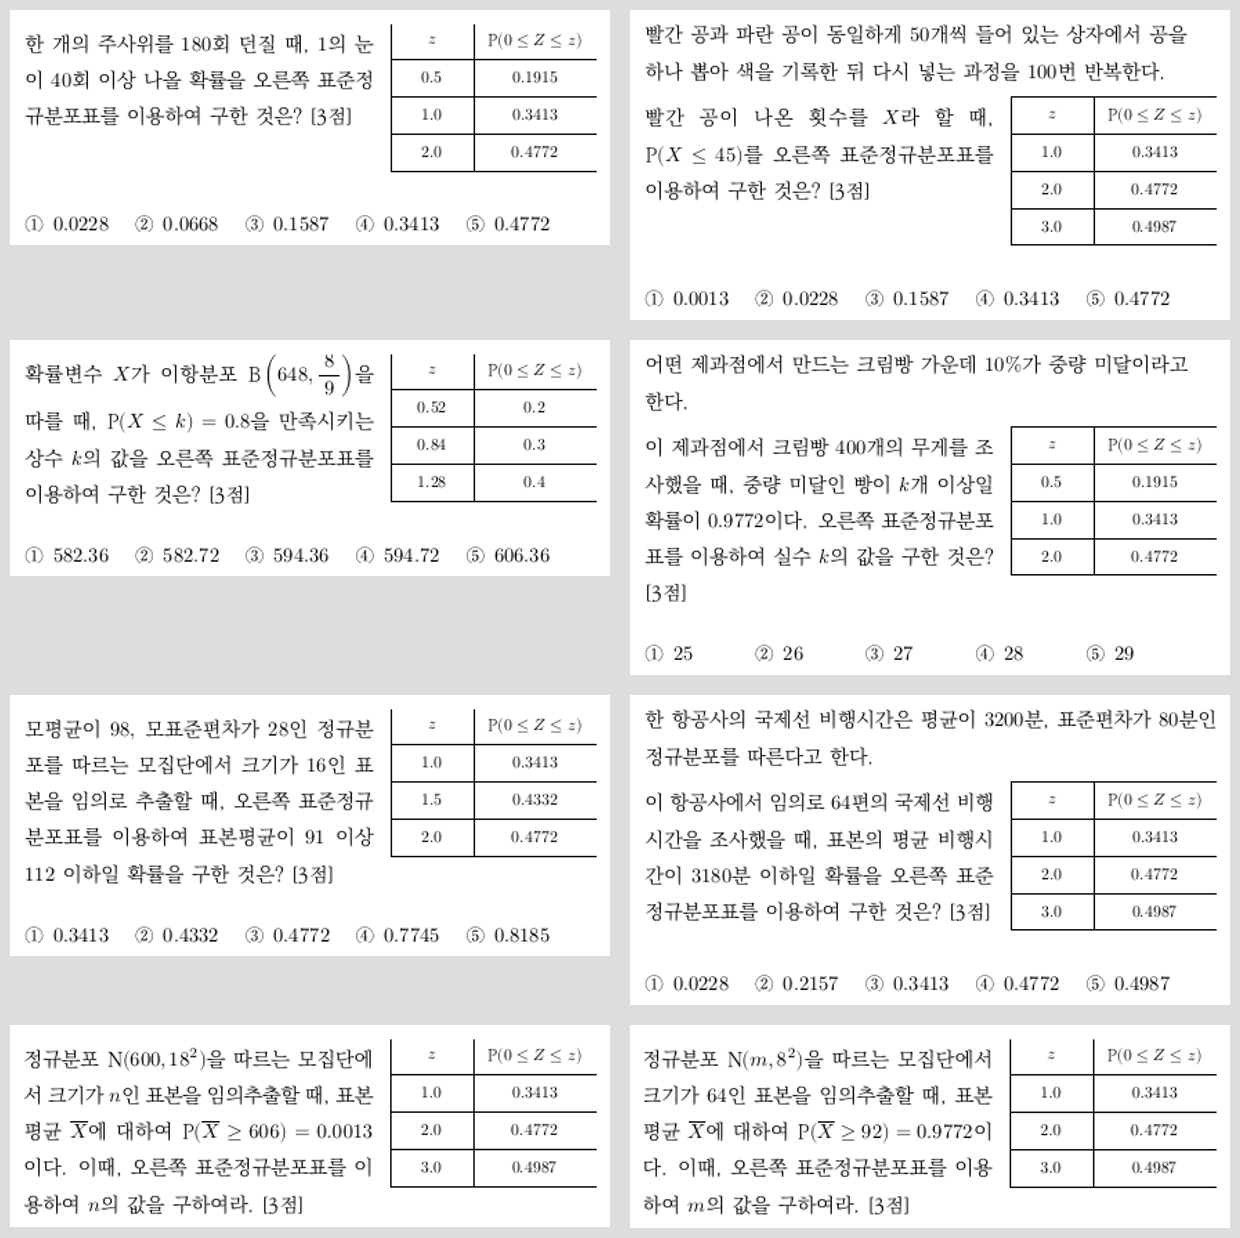 한 개의 주사위를 180회 던질 때, 1의 눈
이 40회 이상 나올 확률을 오른쪽 표준정
규분포표를 이용하여 구한 것은? [3점]
z P(0 ≤ Z ≤ z)
0.5 0.1915
1.0 0.3413
2.0 0.4772
① 0.0228 ② 0.0668 ③ 0.1587 ④ 0.3413 ⑤ 0.4772
빨간 공과 파란 공이 동일하게 50개씩 들어 있는 상자에서 공을
하나 뽑아 색을 기록한 뒤 다시 넣는 과정을 100번 반복한다.
빨간 공이 나온 횟수를 X라 할 때,
P(X ≤ 45)를 오른쪽 표준정규분포표를
이용하여 구한 것은? [3점]
z P(0 ≤ Z ≤ z)
1.0 0.3413
2.0 0.4772
3.0 0.4987
① 0.0013 ② 0.0228 ③ 0.1587 ④ 0.3413 ⑤ 0.4772
확률변수 X가 이항분포 B(648, 8/9)을
따를 때, P(X ≤ k) = 0.8을 만족시키는
상수 k의 값을 오른쪽 표준정규분포표를
이용하여 구한 것은? [3점]
z P(0 ≤ Z ≤ z)
0.52 0.2
0.84 0.3
1.28 0.4
① 582.36 ② 582.72 ③ 594.36 ④ 594.72 ⑤ 606.36
어떤 제과점에서 만드는 크림빵 가운데 10%가 중량 미달이라고
한다.
이 제과점에서 크림빵 400개의 무게를 조
사했을 때, 중량 미달인 빵이 k개 이상일
확률이 0.9772이다. 오른쪽 표준정규분포
표를 이용하여 실수 k의 값을 구한 것은?
[3점]
z P(0 ≤ Z ≤ z)
0.5 0.1915
1.0 0.3413
2.0 0.4772
① 25 ② 26 ③ 27 ④ 28 ⑤ 29
모평균이 98, 모표준편차가 28인 정규분
포를 따르는 모집단에서 크기가 16인 표
본을 임의로 추출할 때, 오른쪽 표준정규
분포표를 이용하여 표본평균이 91 이상
112 이하일 확률을 구한 것은? [3점]
z P(0 ≤ Z ≤ z)
1.0 0.3413
1.5 0.4332
2.0 0.4772
① 0.3413 ② 0.4332 ③ 0.4772 ④ 0.7745 ⑤ 0.8185
한 항공사의 국제선 비행시간은 평균이 3200분, 표준편차가 80분인
정규분포를 따른다고 한다.
이 항공사에서 임의로 64편의 국제선 비행
시간을 조사했을 때, 표본의 평균 비행시
간이 3180분 이하일 확률을 오른쪽 표준
정규분포표를 이용하여 구한 것은? [3점]
z P(0 ≤ Z ≤ z)
1.0 0.3413
2.0 0.4772
3.0 0.4987
① 0.0228 ② 0.2157 ③ 0.3413 ④ 0.4772 ⑤ 0.4987
정규분포 N(600, 18²)을 따르는 모집단에
서 크기가 n인 표본을 임의추출할 때, 표본
평균 X̅에 대하여 P(X̅ ≥ 606) = 0.0013
이다. 이때, 오른쪽 표준정규분포표를 이
용하여 n의 값을 구하여라. [3점]
z P(0 ≤ Z ≤ z)
1.0 0.3413
2.0 0.4772
3.0 0.4987
정규분포 N(m, 8²)을 따르는 모집단에서
크기가 64인 표본을 임의추출할 때, 표본
평균 X̅에 대하여 P(X̅ ≥ 92) = 0.9772이
다. 이때, 오른쪽 표준정규분포표를 이용
하여 m의 값을 구하여라. [3점]
z P(0 ≤ Z ≤ z)
1.0 0.3413
2.0 0.4772
3.0 0.4987